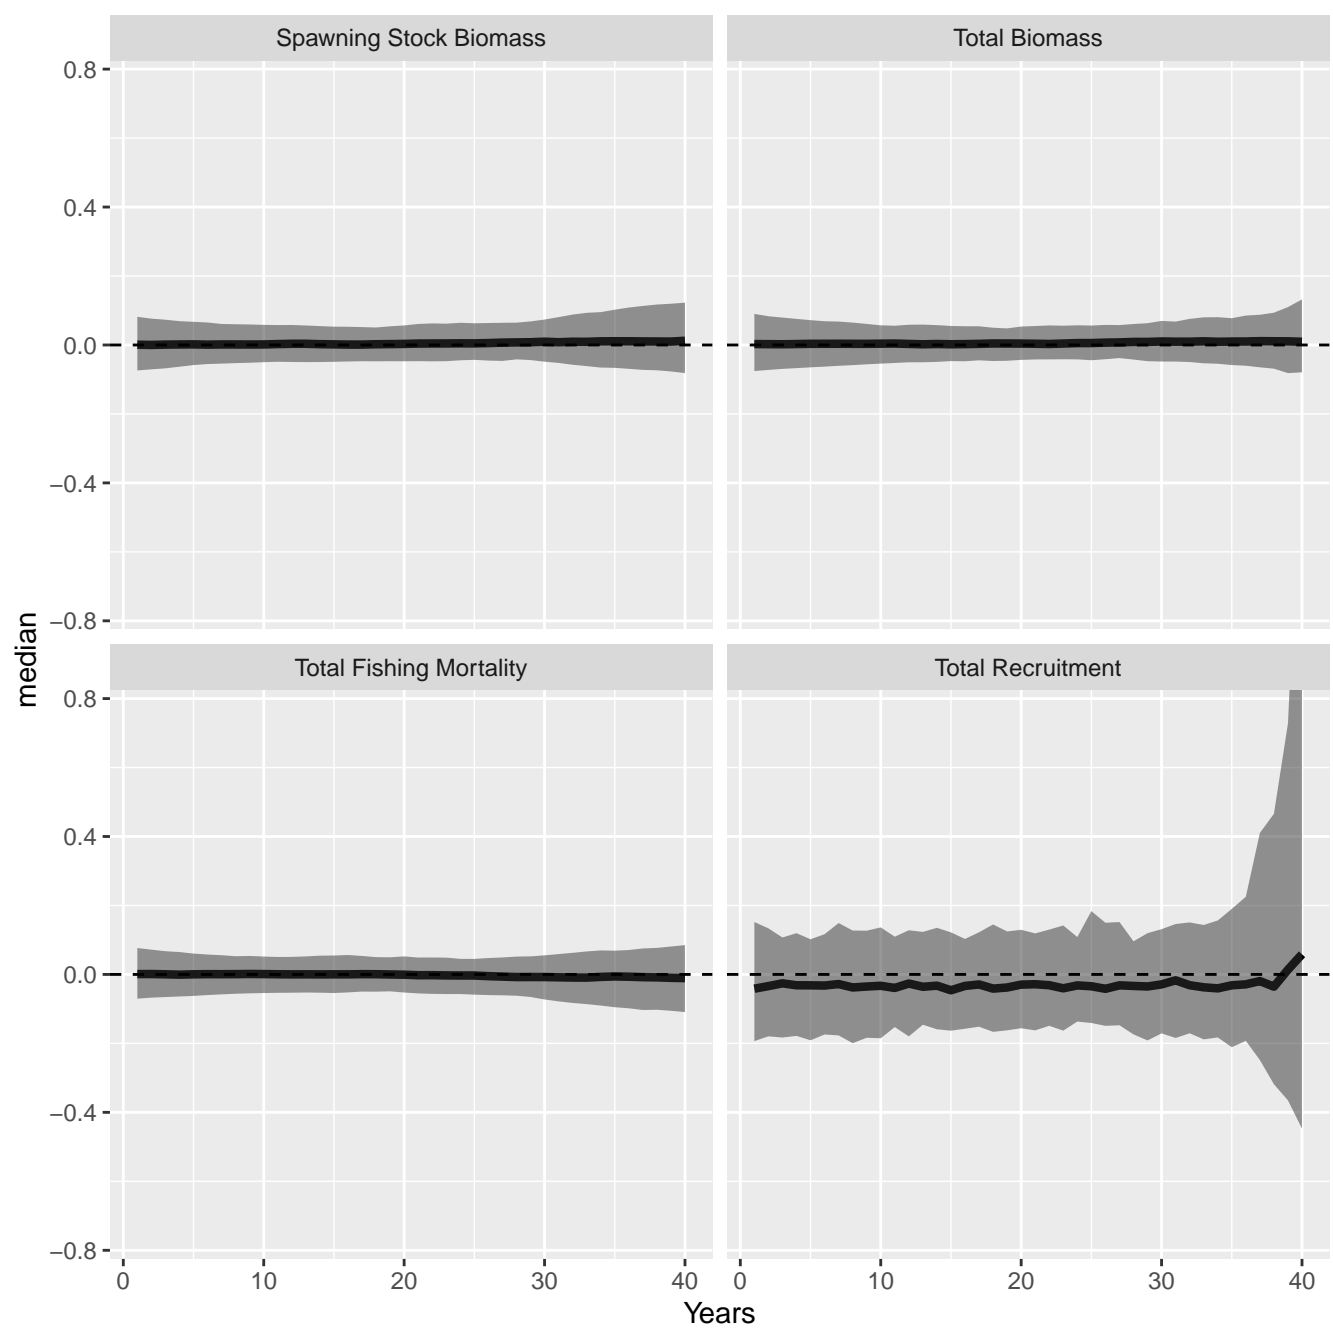 Spawning Stock Biomass
Total Biomass
0.8
0.4
0.0
−0.4
−0.8
median
Total Fishing Mortality
Total Recruitment
0.8
0.4
0.0
−0.4
−0.8
0 10 20 30 40
0 10 20 30 40
Years